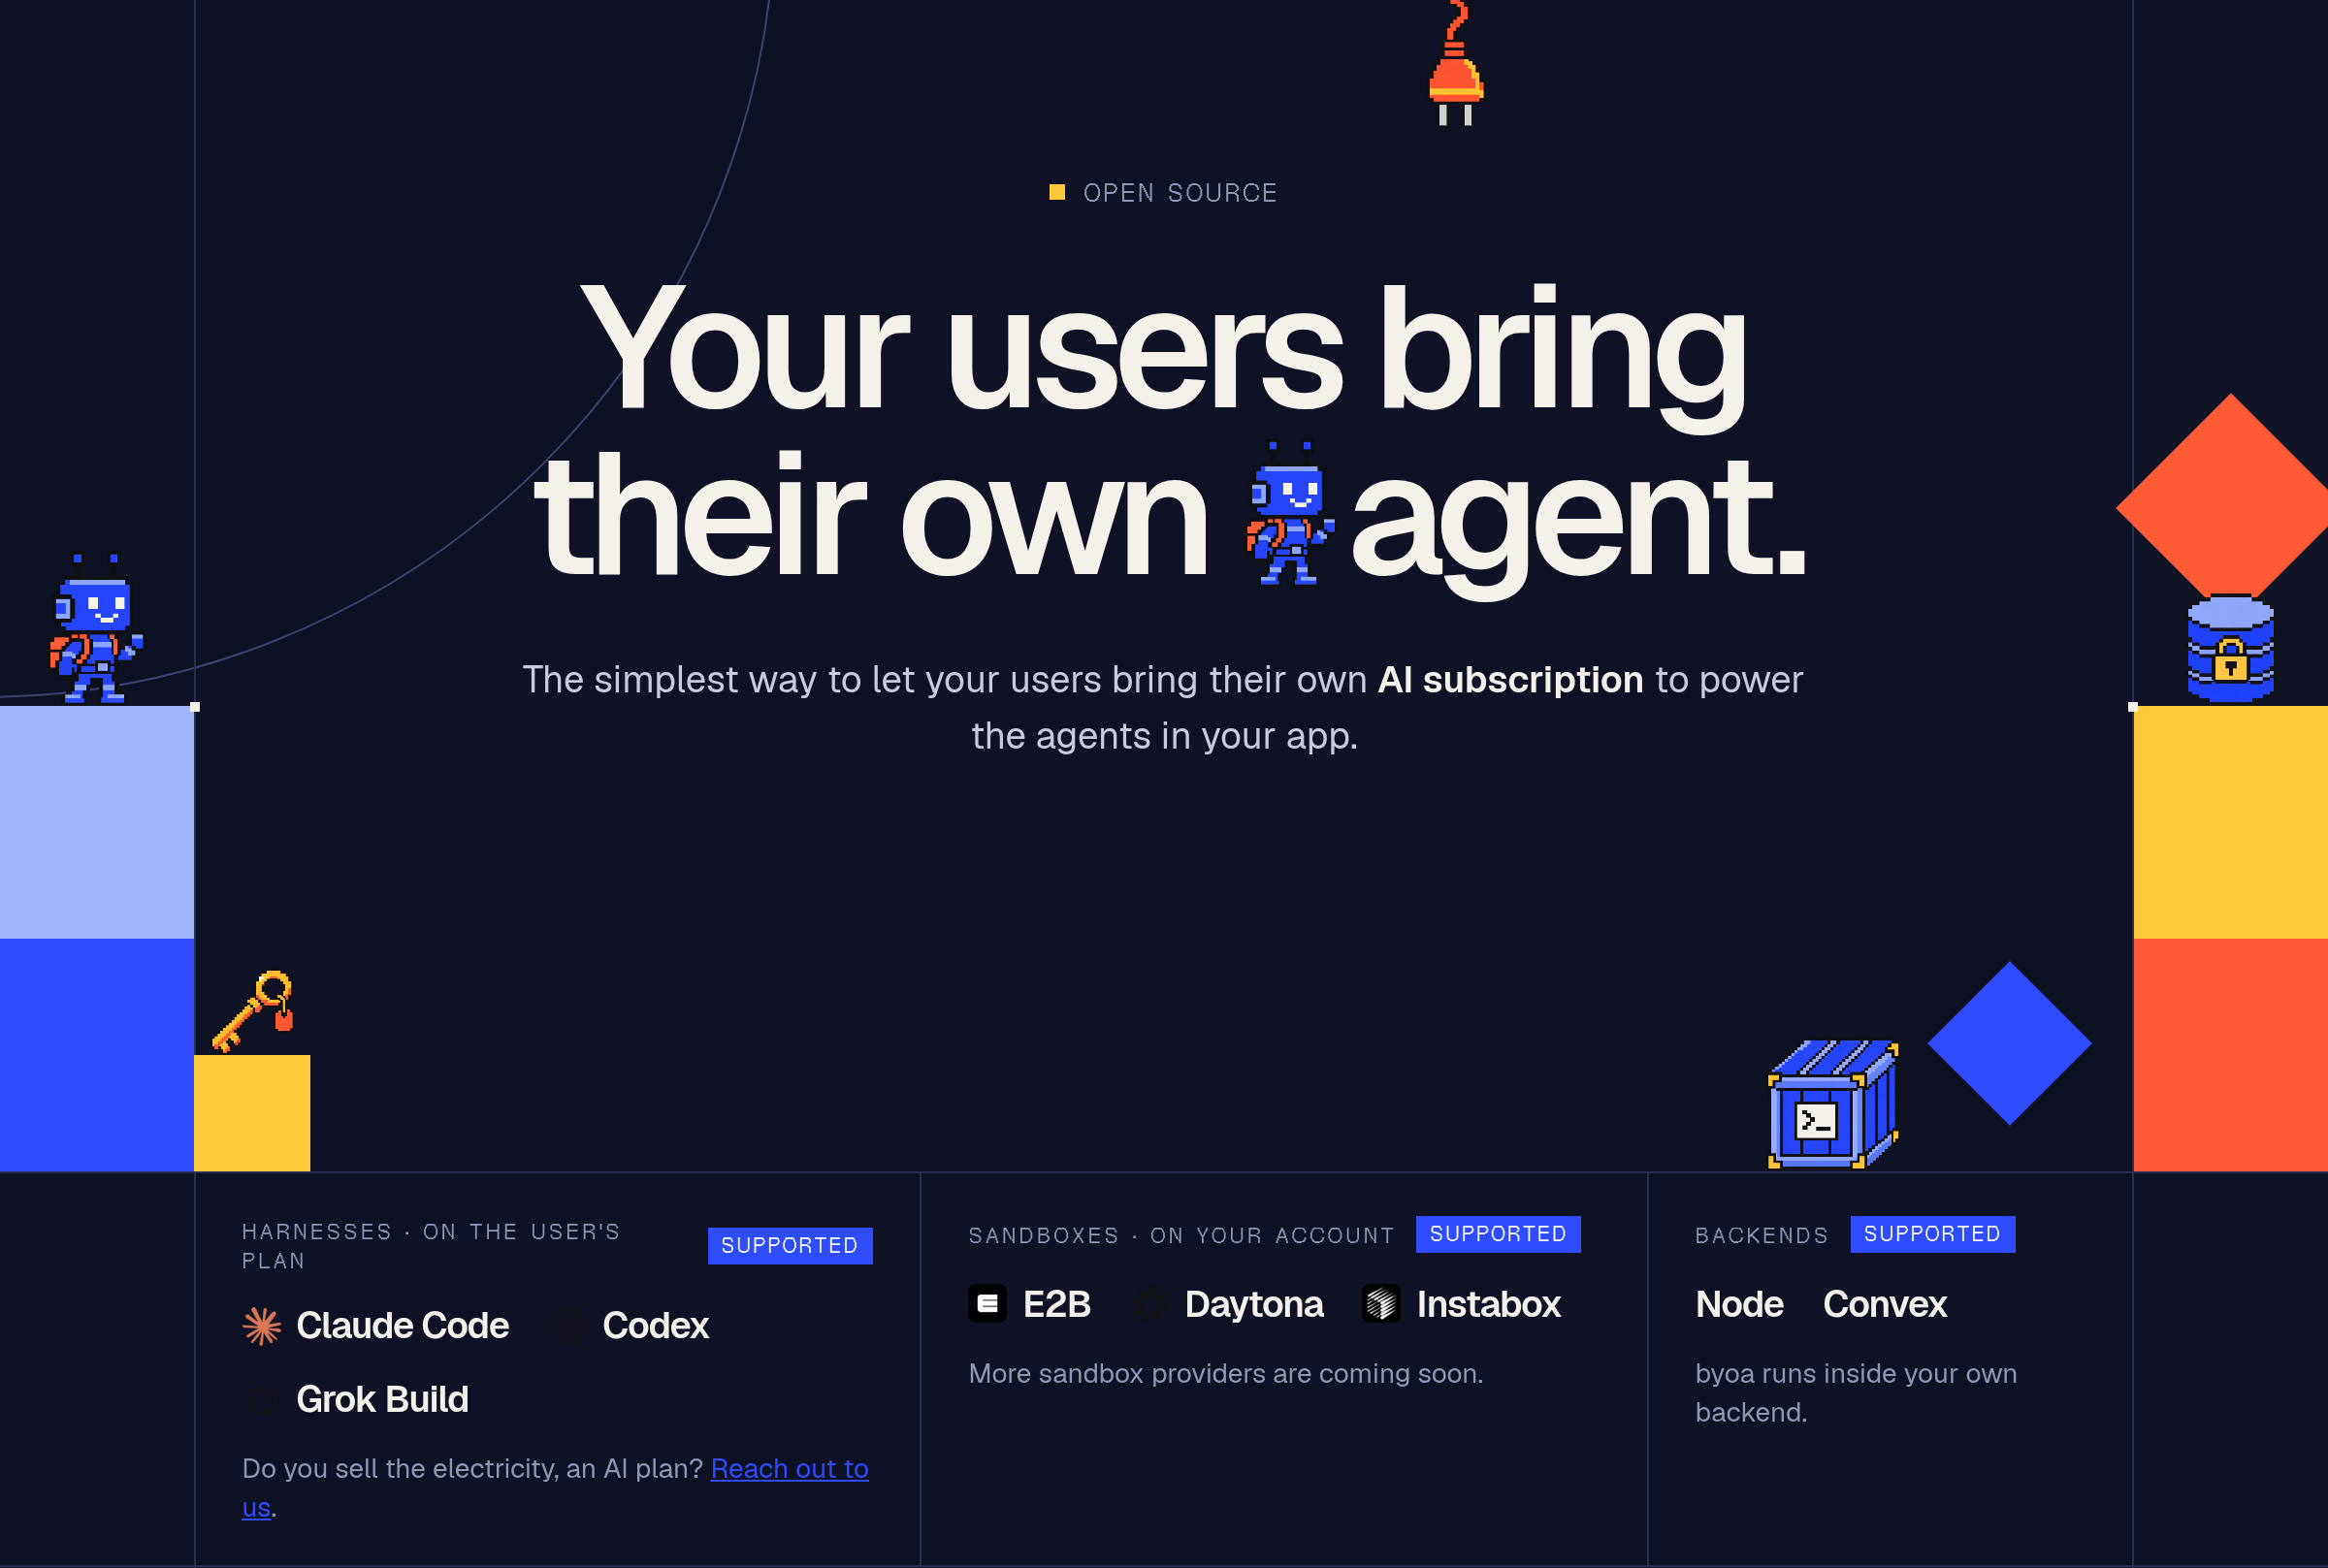 OPEN SOURCE
Your users bring
their own agent.
The simplest way to let your users bring their own AI subscription to power
the agents in your app.
HARNESSES · ON THE USER'S
PLAN
SUPPORTED
Claude Code Codex
Grok Build
Do you sell the electricity, an AI plan? Reach out to
us.
SANDBOXES · ON YOUR ACCOUNT SUPPORTED
E2B Daytona Instabox
More sandbox providers are coming soon.
BACKENDS SUPPORTED
Node Convex
byoa runs inside your own
backend.